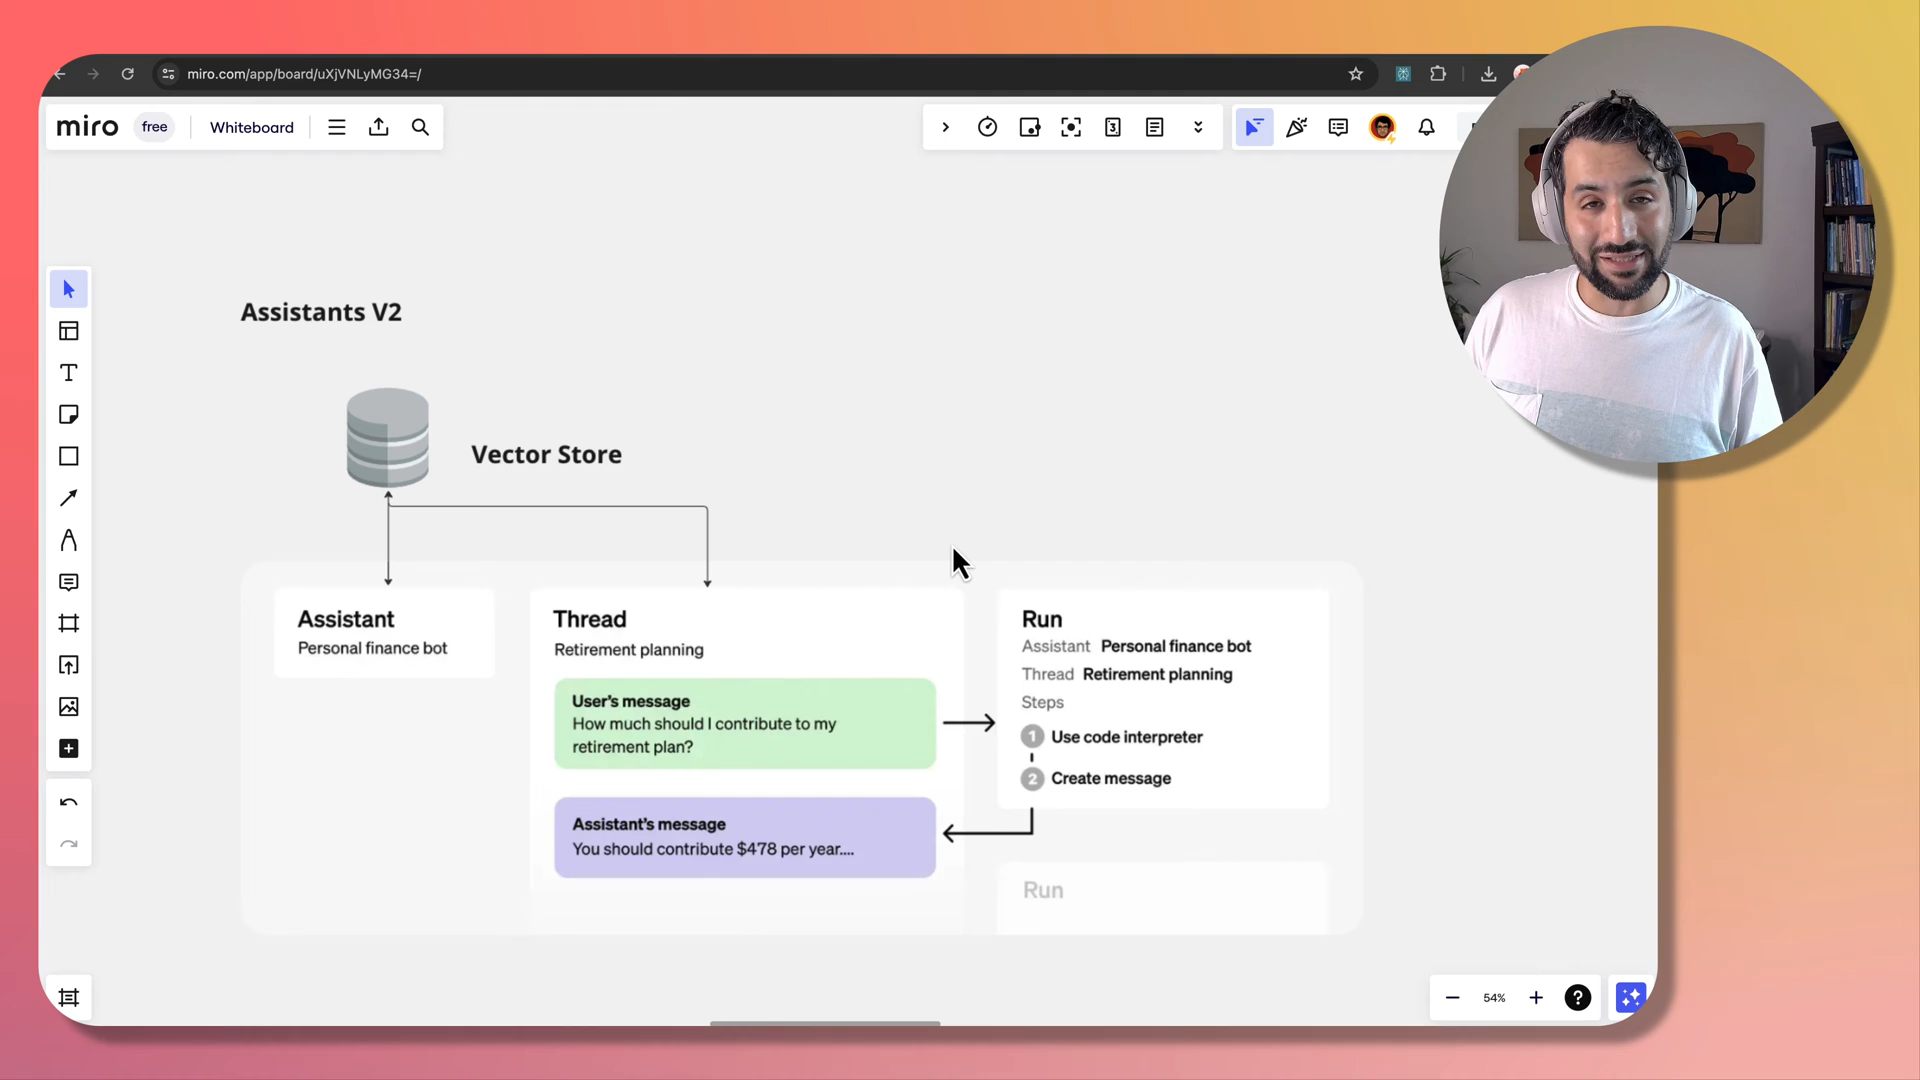 miro.com/app/board/uXjVNLyMG34=/
miro
free
Whiteboard
3
Assistants V2
Vector Store
Assistant
Personal finance bot
Thread
Retirement planning
User's message
How much should I contribute to my
retirement plan?
Assistant's message
You should contribute $478 per year....
Run
Assistant Personal finance bot
Thread Retirement planning
Steps
1 Use code interpreter
2 Create message
Run
54%
?